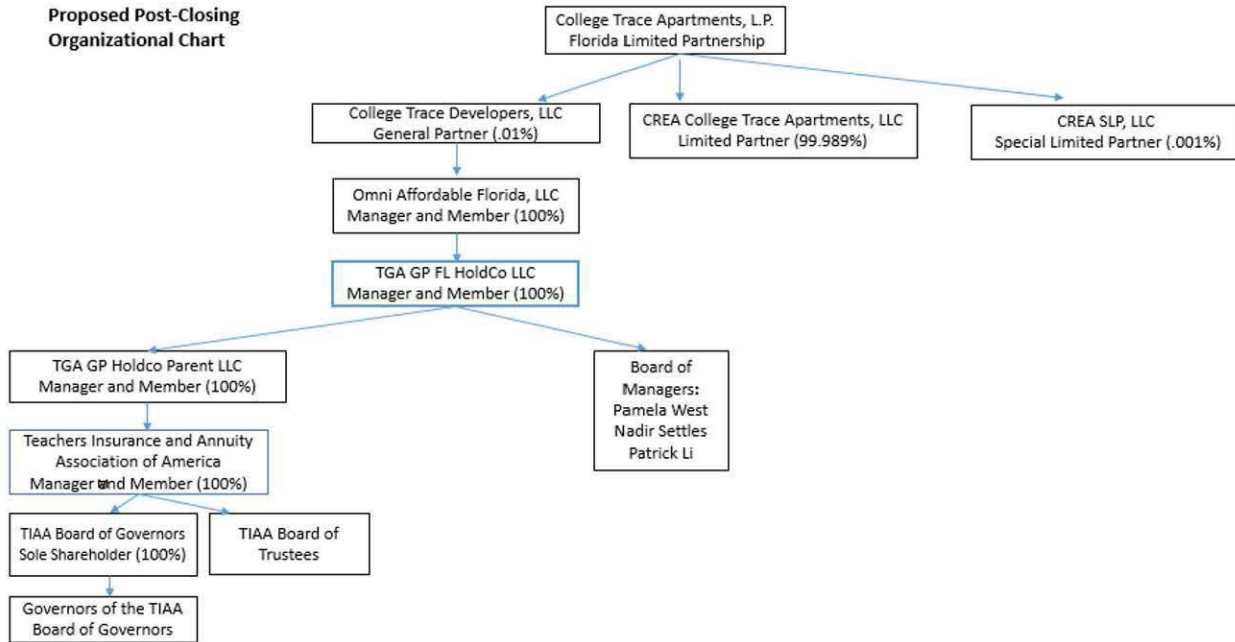 Proposed Post-Closing
Organizational Chart
College Trace Apartments, L.P.
Florida Limited Partnership
College Trace Developers, LLC
General Partner (.01%)
CREA College Trace Apartments, LLC
Limited Partner (99.989%)
CREA SLP, LLC
Special Limited Partner (.001%)
Omni Affordable Florida, LLC
Manager and Member (100%)
TGA GP FL HoldCo LLC
Manager and Member (100%)
TGA GP Holdco Parent LLC
Manager and Member (100%)
Board of
Managers:
Pamela West
Nadir Settles
Patrick Li
Teachers Insurance and Annuity
Association of America
Manager and Member (100%)
TIAA Board of Governors
Sole Shareholder (100%)
TIAA Board of
Trustees
Governors of the TIAA
Board of Governors